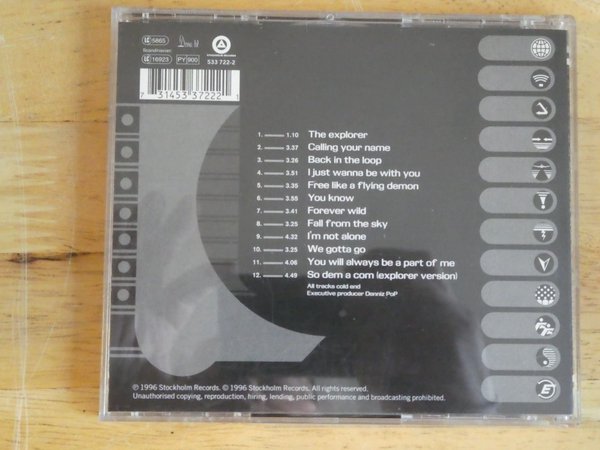 LC 5865
Scandinavian
LC 16923 PY 900
533 722-2
7 31453 37222 1
1. 1.10 The explorer
2. 3.37 Calling your name
3. 3.26 Back in the loop
4. 3.51 I just wanna be with you
5. 3.35 Free like a flying demon
6. 3.55 You know
7. 3.41 Forever wild
8. 3.25 Fall from the sky
9. 4.32 I'm not alone
10. 3.25 We gotta go
11. 4.06 You will always be a part of me
12. 4.49 So dem a com (explorer version)
All tracks cold end
Executive producer Denniz PoP
℗ 1996 Stockholm Records. © 1996 Stockholm Records. All rights reserved.
Unauthorised copying, reproduction, hiring, lending, public performance and broadcasting prohibited.